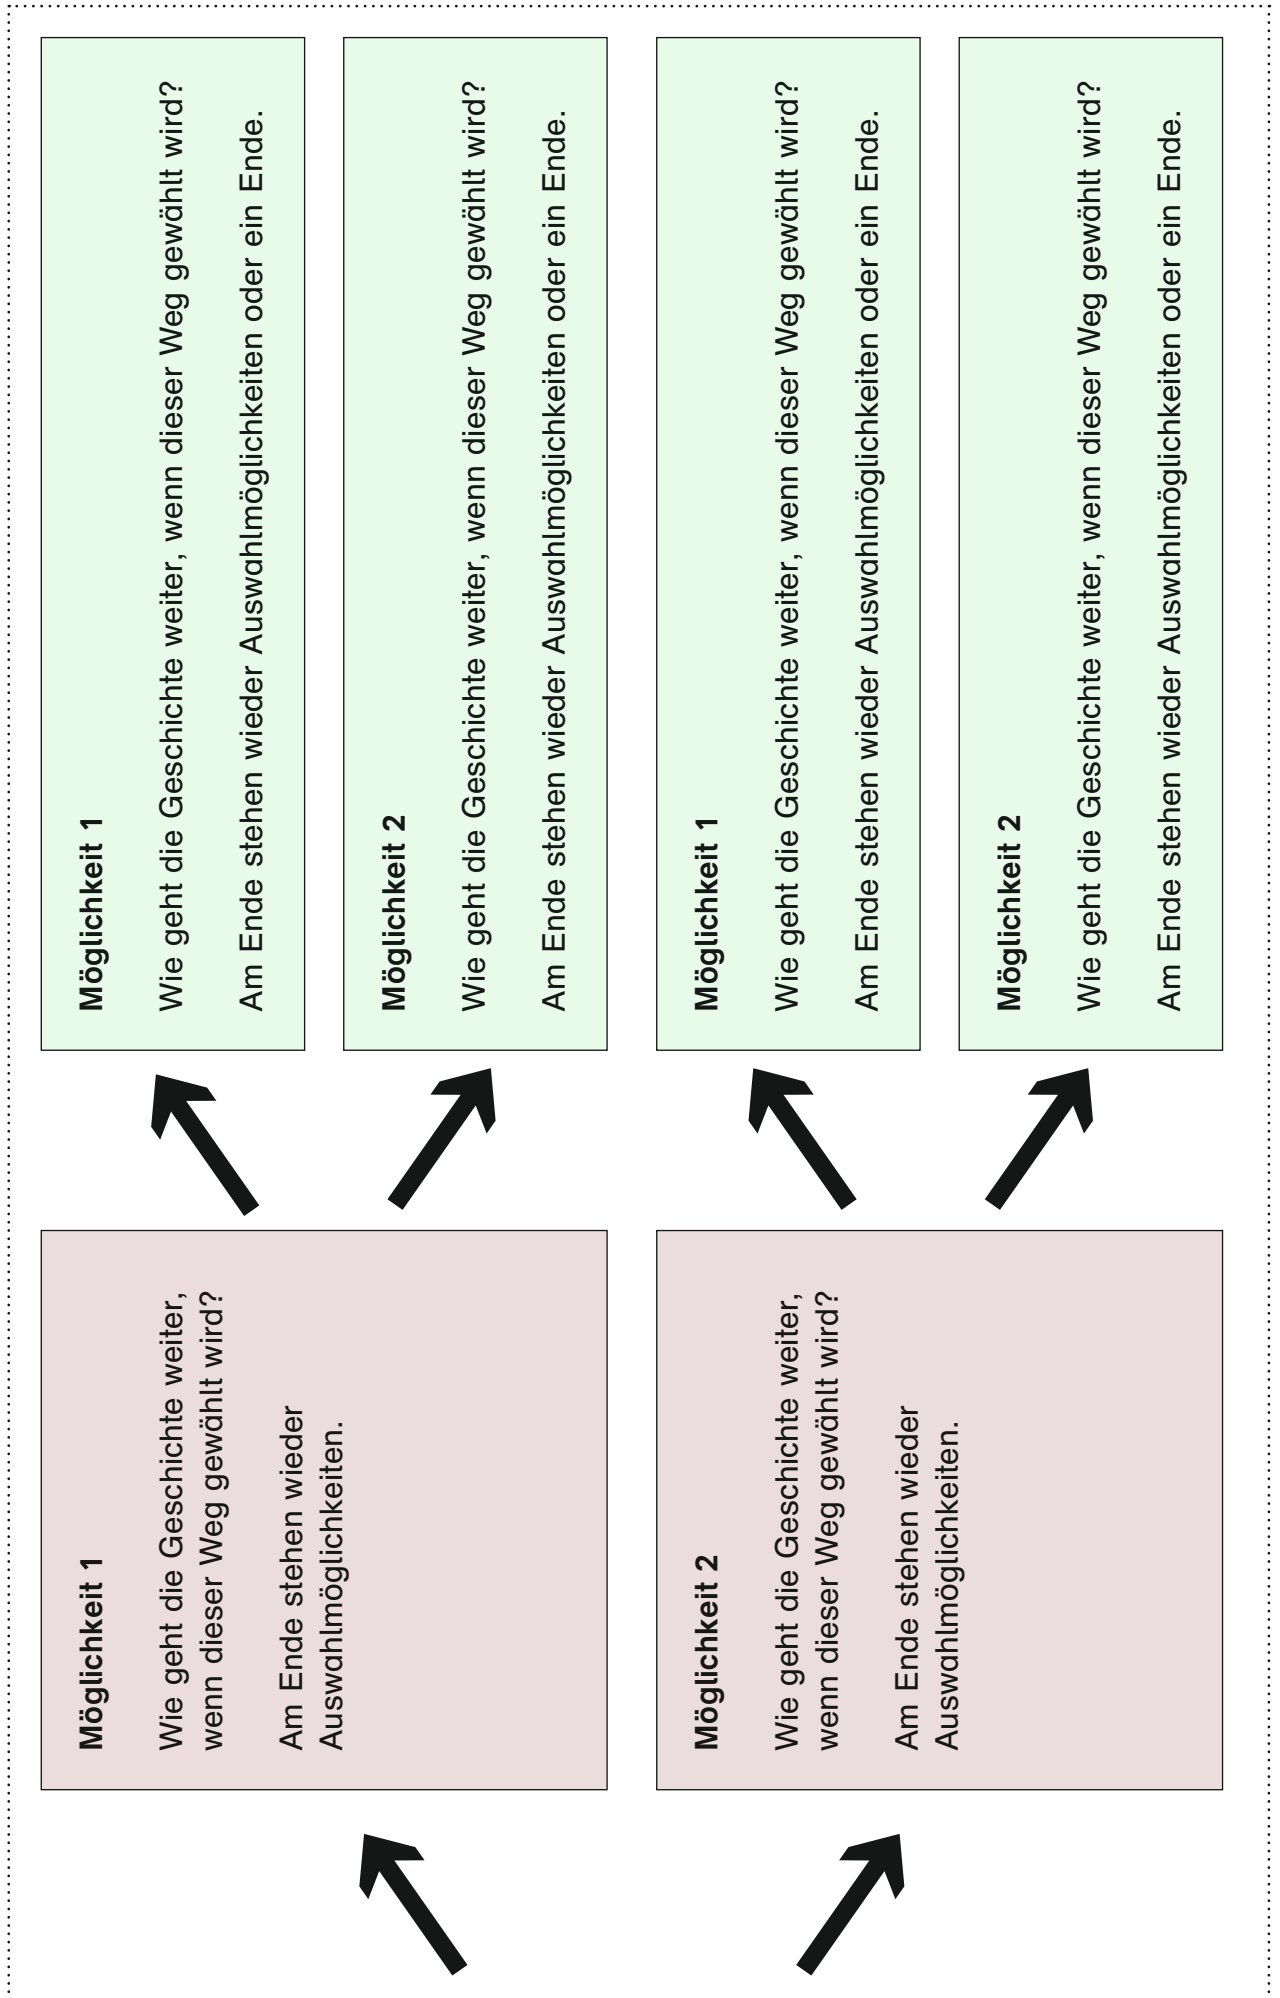 Möglichkeit 1
Wie geht die Geschichte weiter,
wenn dieser Weg gewählt wird?
Am Ende stehen wieder
Auswahlmöglichkeiten.
Möglichkeit 1
Wie geht die Geschichte weiter, wenn dieser Weg gewählt wird?
Am Ende stehen wieder Auswahlmöglichkeiten oder ein Ende.
Möglichkeit 2
Wie geht die Geschichte weiter, wenn dieser Weg gewählt wird?
Am Ende stehen wieder Auswahlmöglichkeiten oder ein Ende.
Möglichkeit 2
Wie geht die Geschichte weiter,
wenn dieser Weg gewählt wird?
Am Ende stehen wieder
Auswahlmöglichkeiten.
Möglichkeit 1
Wie geht die Geschichte weiter, wenn dieser Weg gewählt wird?
Am Ende stehen wieder Auswahlmöglichkeiten oder ein Ende.
Möglichkeit 2
Wie geht die Geschichte weiter, wenn dieser Weg gewählt wird?
Am Ende stehen wieder Auswahlmöglichkeiten oder ein Ende.